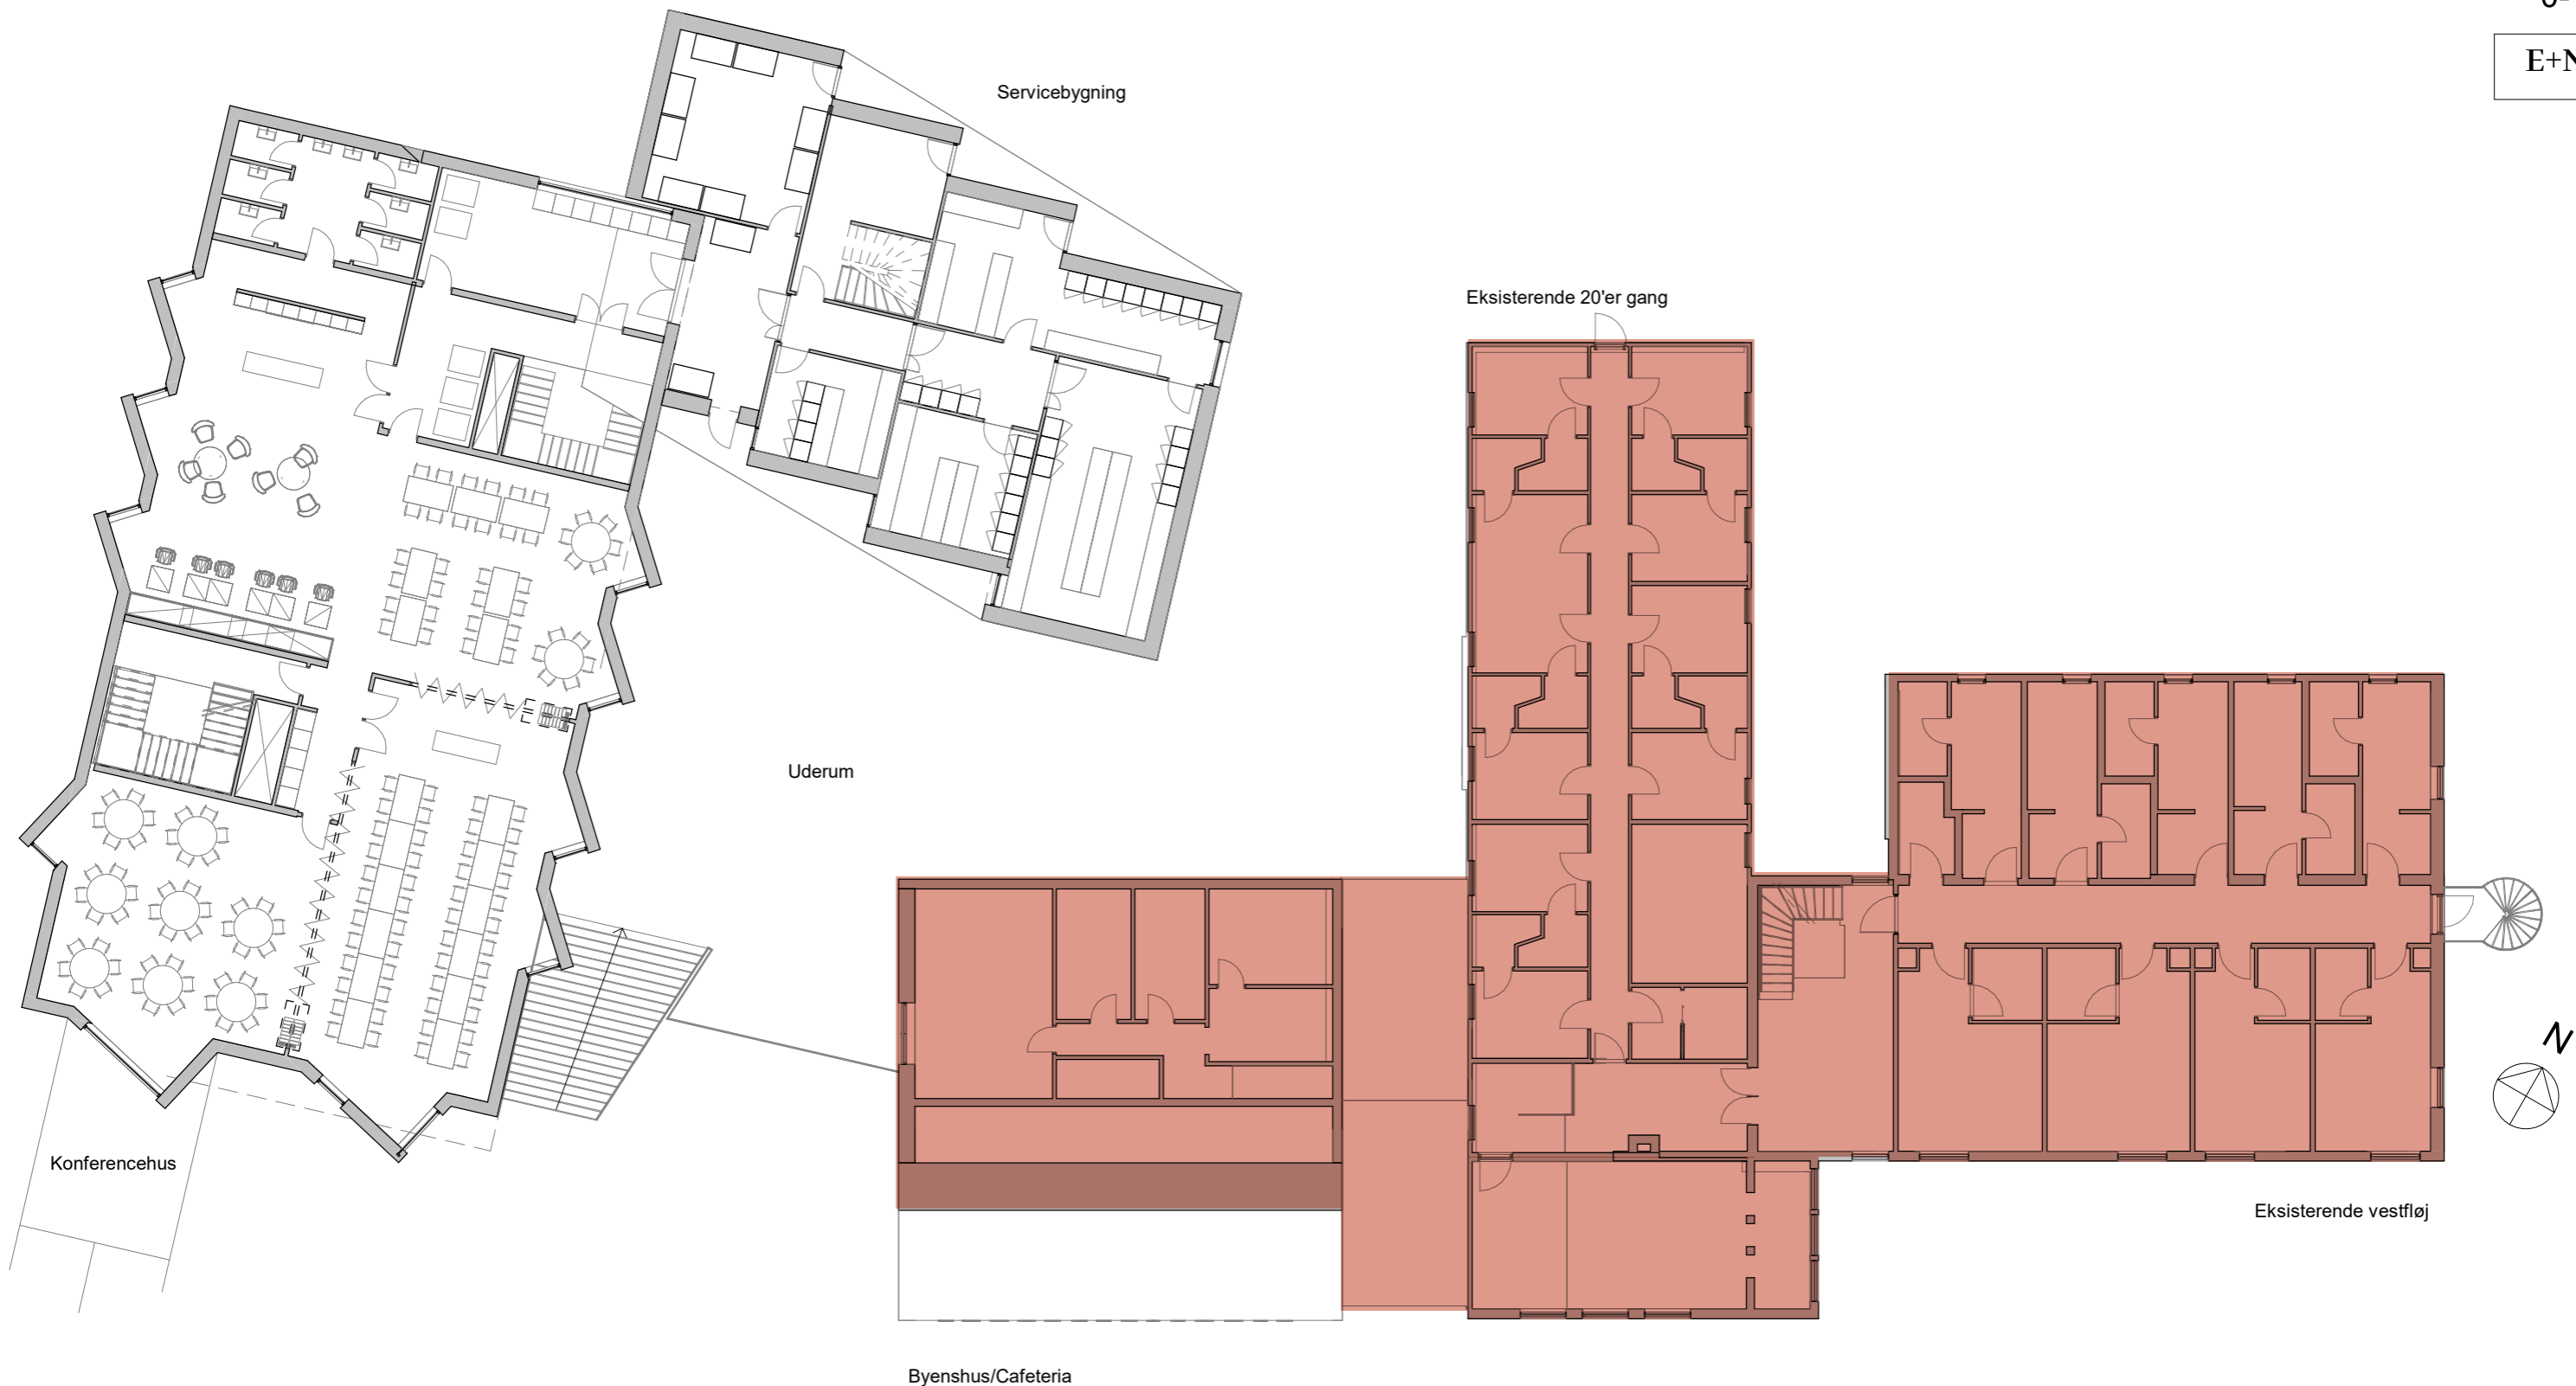 E+N
Servicebygning
Eksisterende 20'er gang
Uderum
N
Konferencehus
Eksisterende vestfløj
Byenshus/Cafeteria